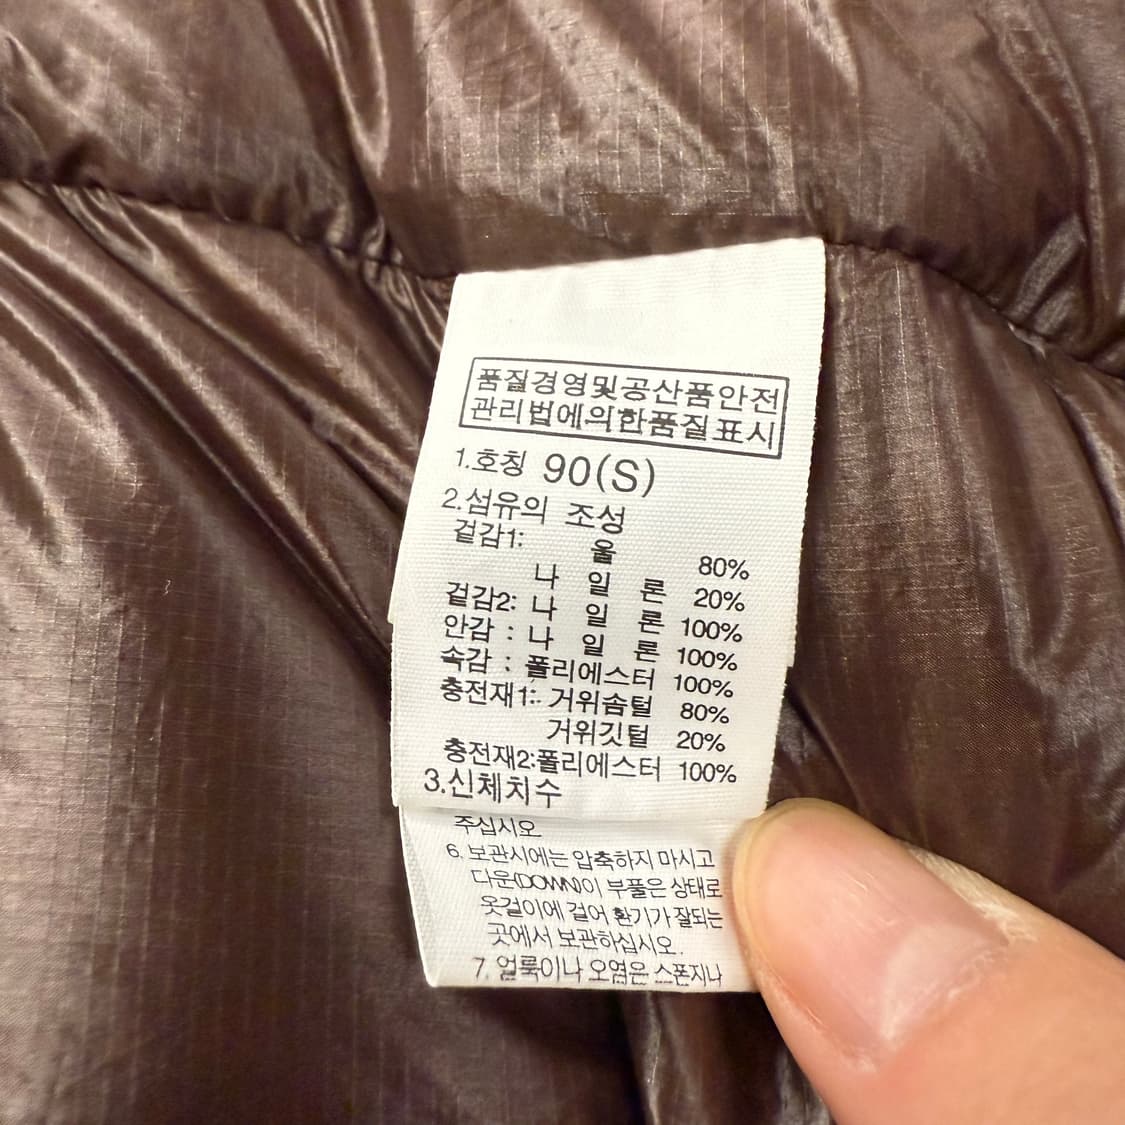 품질경영및공산품안전
관리법에의한품질표시
1.호칭 90(S)
2.섬유의 조성
겉감1: 울 80%
나 일 론 20%
겉감2: 나 일 론 100%
안감 : 나 일 론 100%
속감 : 폴리에스터 100%
충전재1: 거위솜털 80%
거위깃털 20%
충전재2:폴리에스터 100%
3.신체치수
주십시오
6. 보관시에는 압축하지 마시고
다운(DOWN)이 부풀은 상태로
옷걸이에 걸어 환기가 잘되는
곳에서 보관하십시오.
7. 얼룩이나 오염은 스폰지나